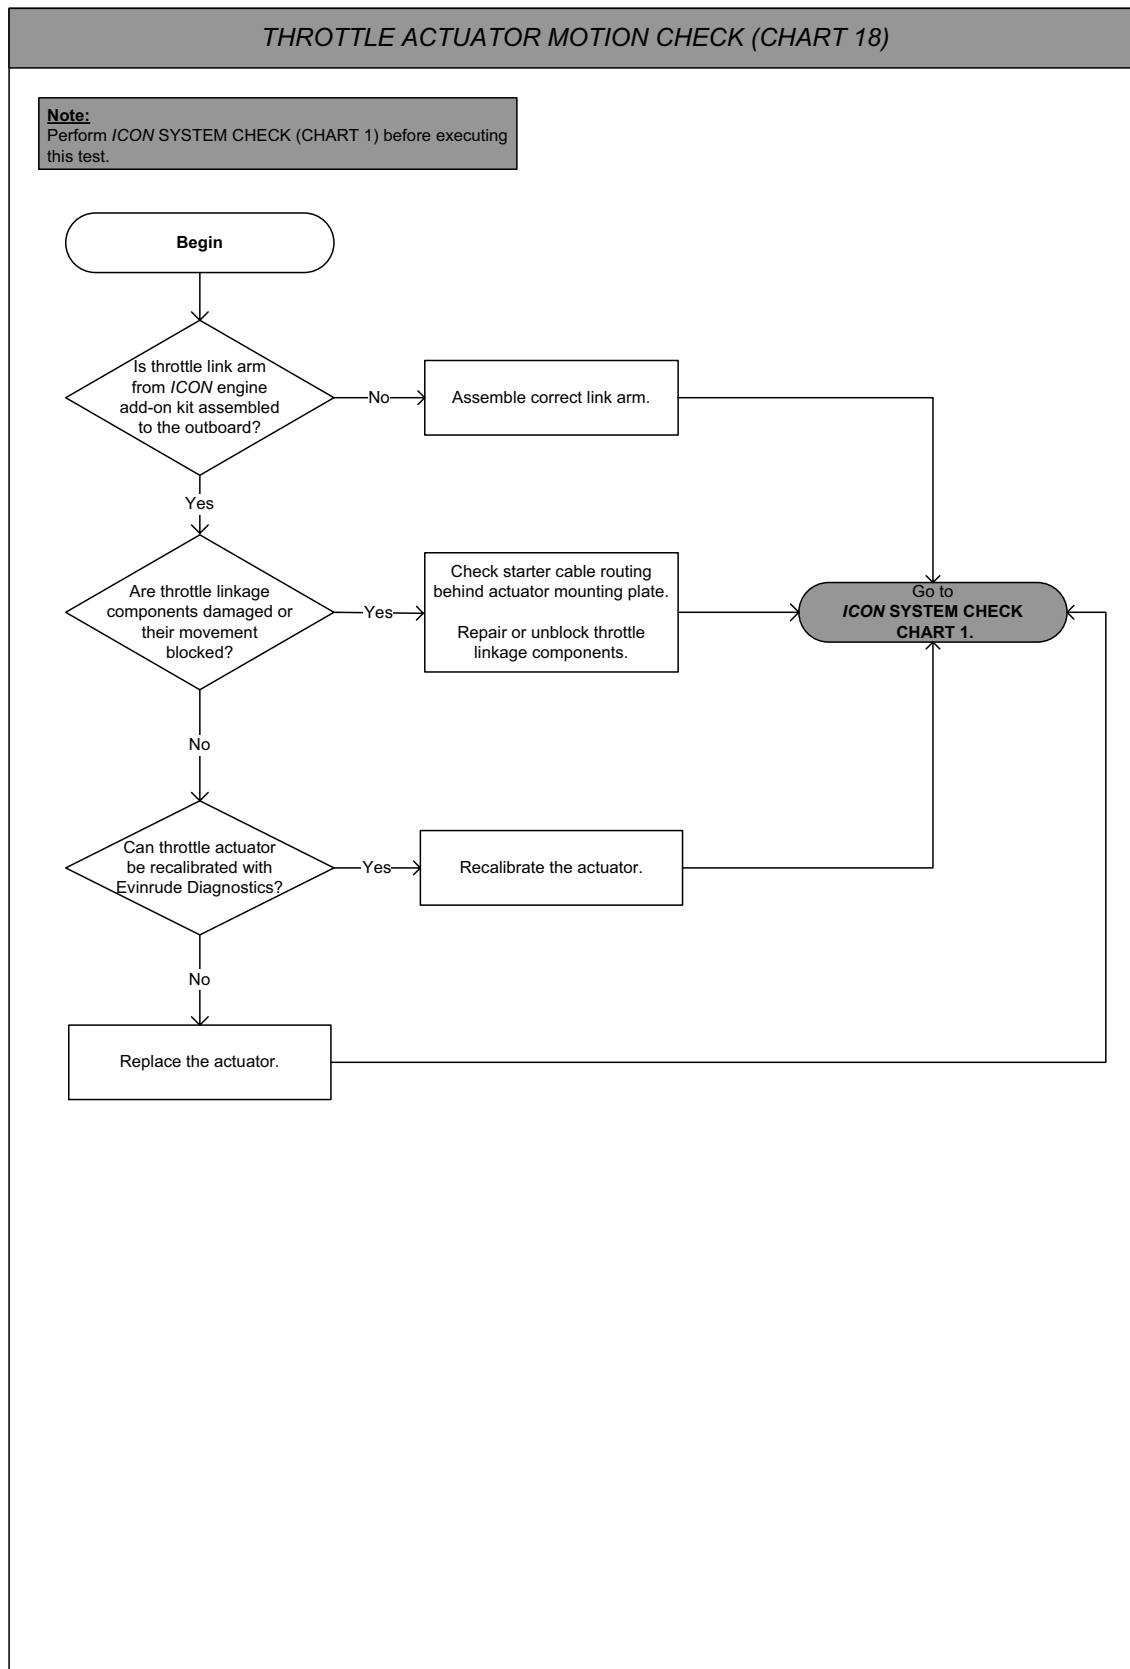 THROTTLE ACTUATOR MOTION CHECK (CHART 18)
Note:
Perform ICON SYSTEM CHECK (CHART 1) before executing
this test.
Begin
Is throttle link arm
from ICON engine
add-on kit assembled
to the outboard?
No
Assemble correct link arm.
Yes
Are throttle linkage
components damaged or
their movement
blocked?
Yes
Check starter cable routing
behind actuator mounting plate.
Repair or unblock throttle
linkage components.
Go to
ICON SYSTEM CHECK
CHART 1.
No
Can throttle actuator
be recalibrated with
Evinrude Diagnostics?
Yes
Recalibrate the actuator.
No
Replace the actuator.